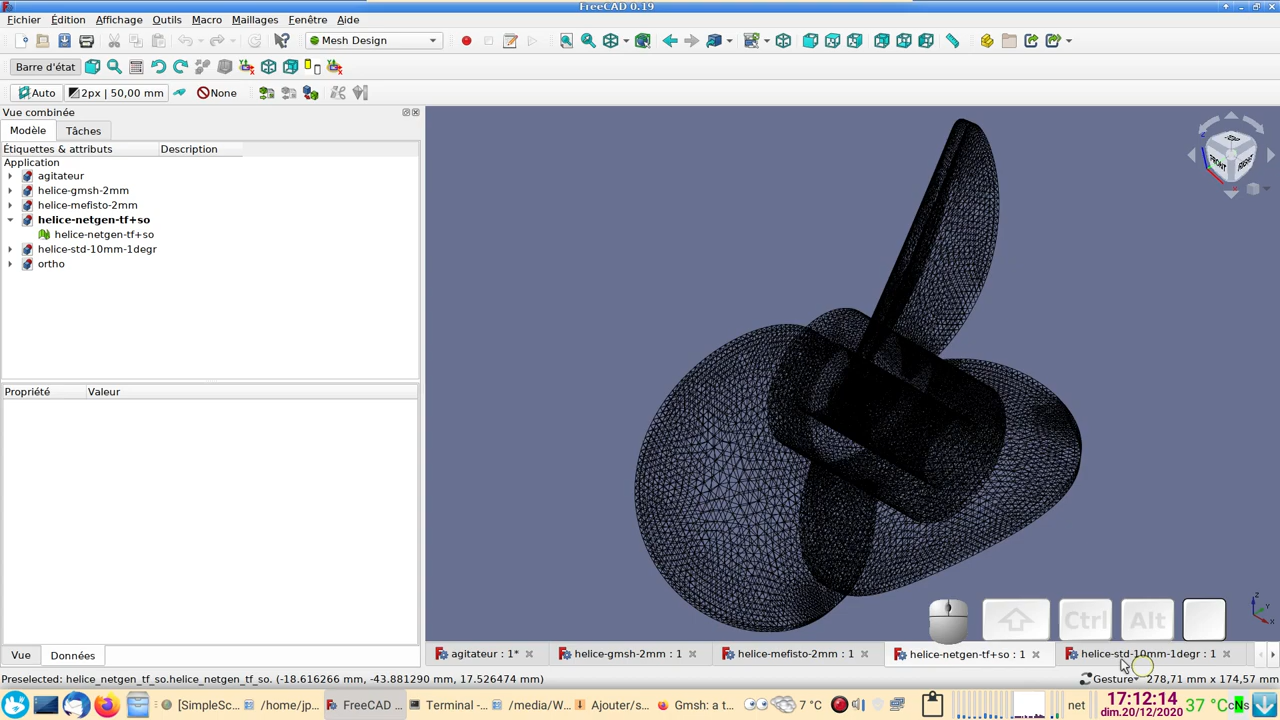 FreeCAD 0.19
Fichier Édition Affichage Outils Macro Maillages Fenêtre Aide
Mesh Design
Barre d'état
Auto 2px | 50,00 mm None
Vue combinée
Modèle Tâches
Étiquettes & attributs Description
Application
agitateur
helice-gmsh-2mm
helice-mefisto-2mm
helice-netgen-tf+so
helice-netgen-tf+so
helice-std-10mm-1degr
ortho
Propriété Valeur
FRONT RIGHT
Ctrl Alt
Vue Données
agitateur : 1* helice-gmsh-2mm : 1 helice-mefisto-2mm : 1 helice-netgen-tf+so : 1 helice-std-10mm-1degr : 1
Preselected: helice_netgen_tf_so.helice_netgen_tf_so. (-18.616266 mm, -43.881290 mm, 17.526474 mm) Gesture 278,71 mm x 174,57 mm
[SimpleSc... /home/jp... FreeCAD ... Terminal - /media/W... Ajouter/s... Gmsh: a t... 7 °C net 17:12:14 dim.20/12/2020 37 °C